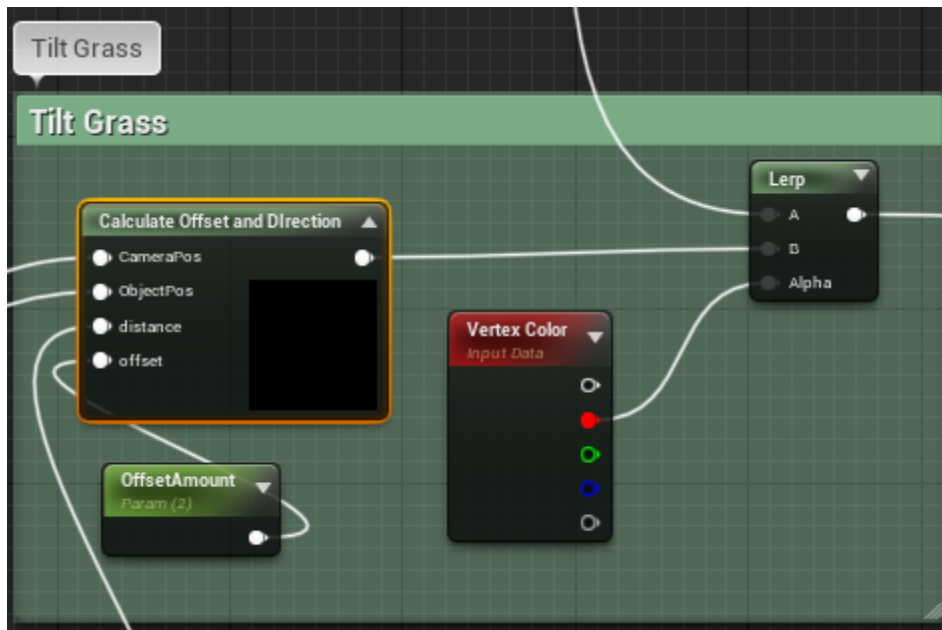 Tilt Grass
Tilt Grass
Calculate Offset and DIrection
CameraPos
ObjectPos
distance
offset
OffsetAmount
Param (2)
Vertex Color
Input Data
Lerp
A
B
Alpha